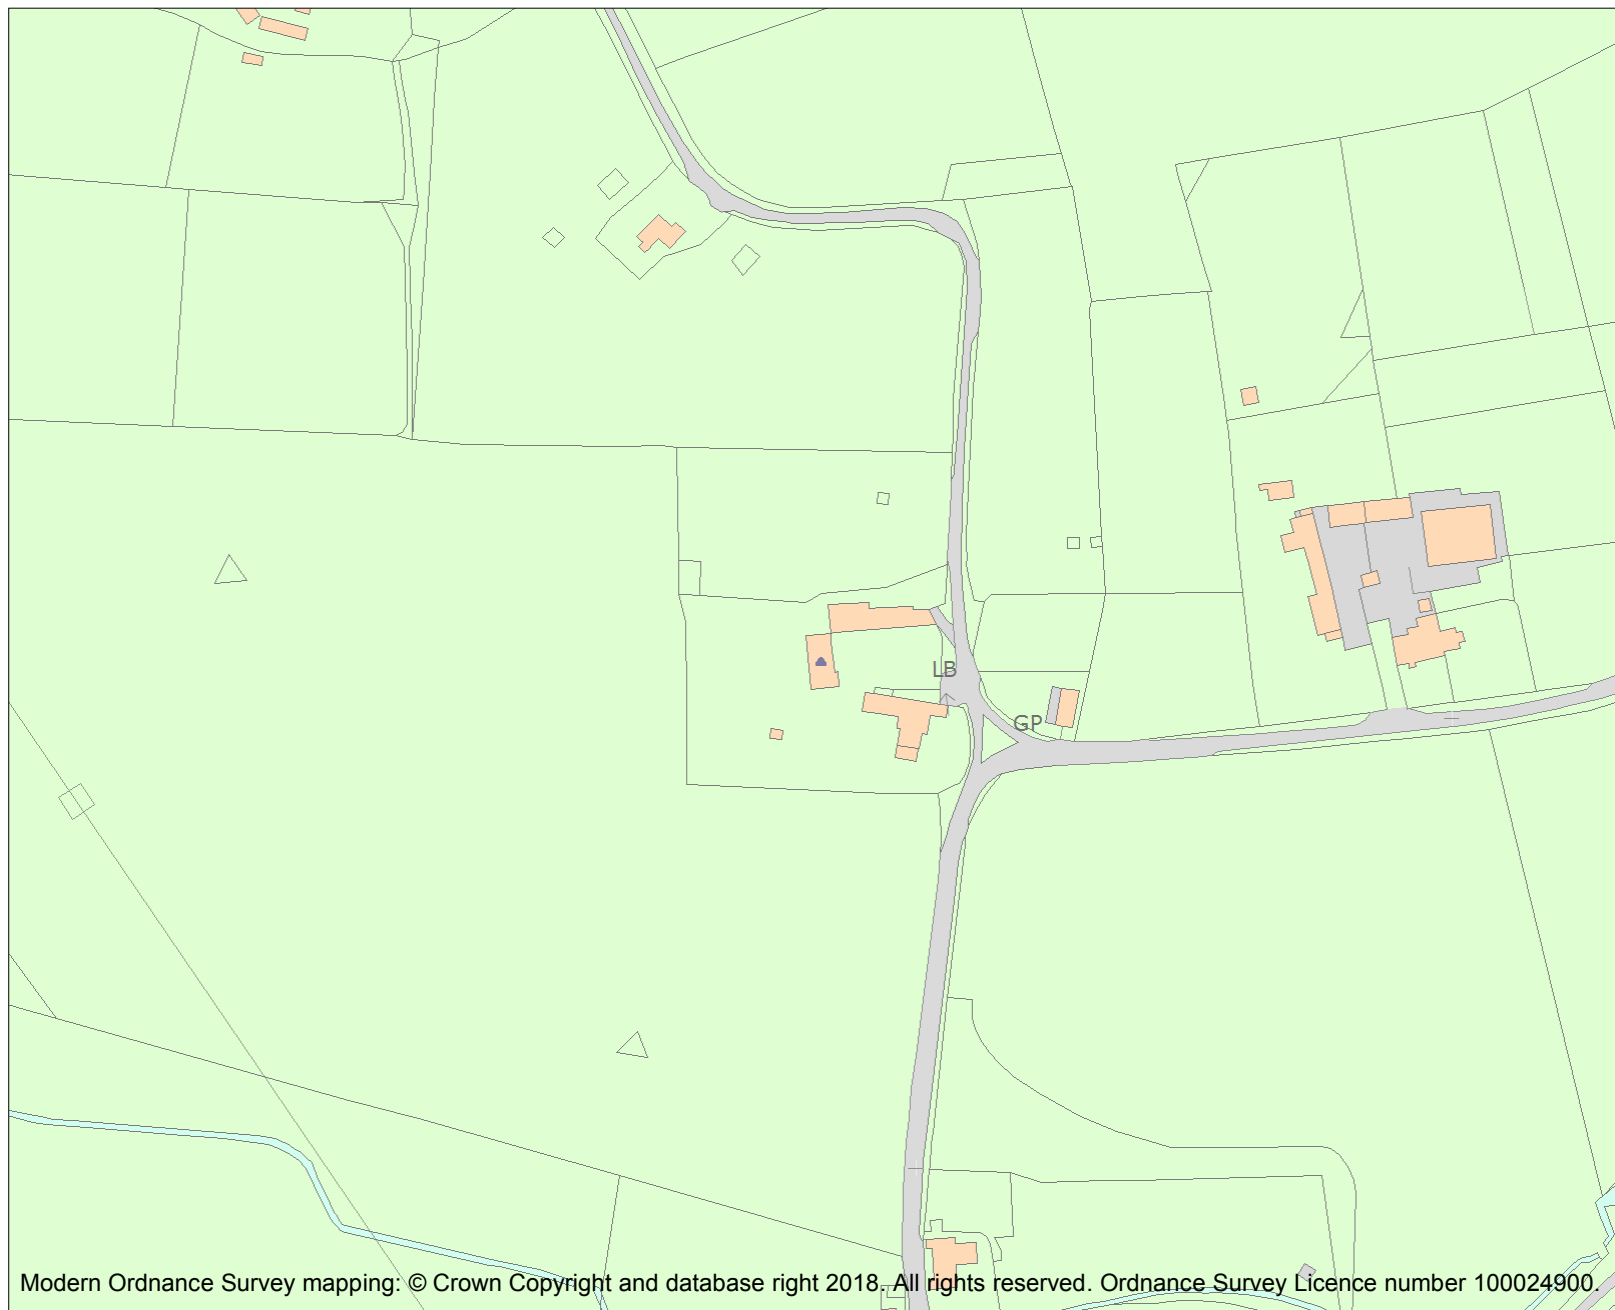 LB
GP
Modern Ordnance Survey mapping: © Crown Copyright and database right 2018. All rights reserved. Ordnance Survey Licence number 100024900.